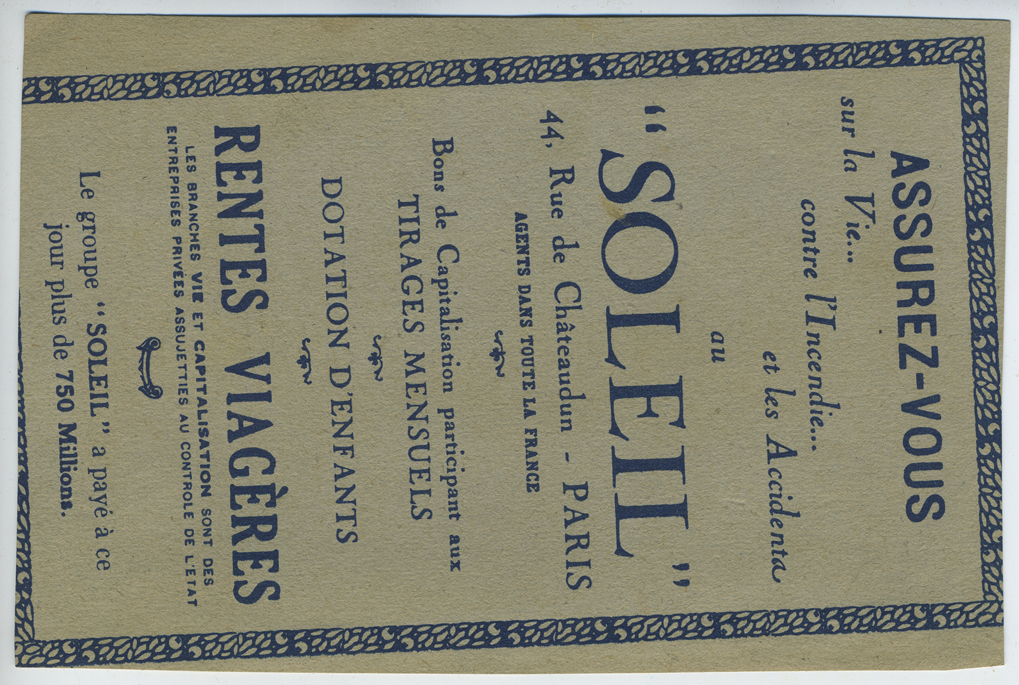 ASSUREZ-VOUS
sur la Vie...
contre l'Incendie...
et les Accidents
au
“SOLEIL”
44, Rue de Châteaudun - PARIS
AGENTS DANS TOUTE LA FRANCE
Bons de Capitalisation participant aux
TIRAGES MENSUELS
DOTATION D'ENFANTS
RENTES VIAGÈRES
LES BRANCHES VIE ET CAPITALISATION SONT DES
ENTREPRISES PRIVÉES ASSUJETTIES AU CONTROLE DE L'ETAT
Le groupe “SOLEIL” a payé à ce
jour plus de 750 Millions.